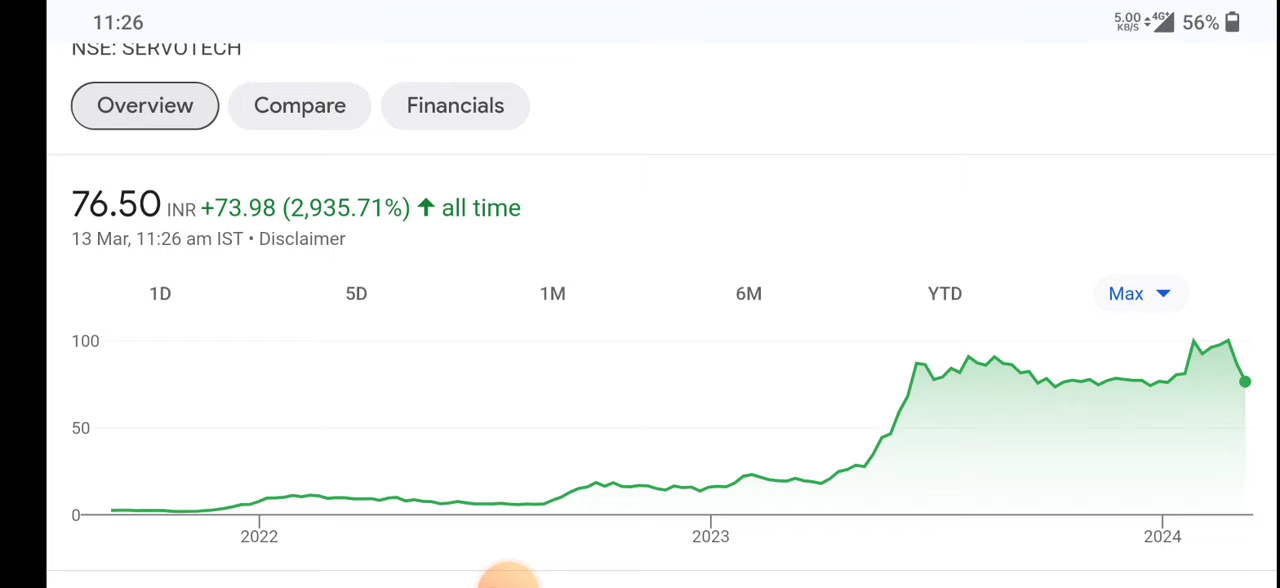 11:26 5.00 KB/S 4G+ 56%
NSE: SERVOTECH
Overview Compare Financials
76.50 INR +73.98 (2,935.71%) ↑ all time
13 Mar, 11:26 am IST • Disclaimer
1D 5D 1M 6M YTD Max
100
50
0
2022 2023 2024